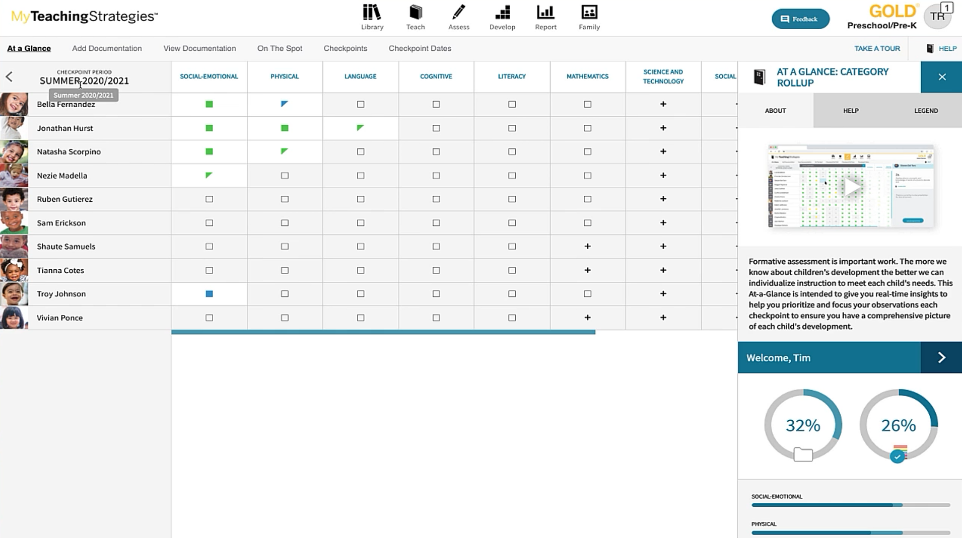 MyTeachingStrategies™
Library
Teach
Assess
Develop
Report
Family
Feedback
GOLD®
Preschool/Pre-K
TR
1
At a Glance
Add Documentation
View Documentation
On The Spot
Checkpoints
Checkpoint Dates
TAKE A TOUR
HELP
CHECKPOINT PERIOD
SUMMER 2020/2021
Summer 2020/2021
SOCIAL-EMOTIONAL
PHYSICAL
LANGUAGE
COGNITIVE
LITERACY
MATHEMATICS
SCIENCE AND
TECHNOLOGY
SOCIAL
Bella Fernandez
Jonathan Hurst
Natasha Scorpino
Nezie Madella
Ruben Gutierez
Sam Erickson
Shaute Samuels
Tianna Cotes
Troy Johnson
Vivian Ponce
AT A GLANCE: CATEGORY
ROLLUP
ABOUT
HELP
LEGEND
Formative assessment is important work. The more we
know about children's development the better we can
individualize instruction to meet each child's needs. This
At-a-Glance is intended to give you real-time insights to
help you prioritize and focus your observations each
checkpoint to ensure you have a comprehensive picture
of each child's development.
Welcome, Tim
32%
26%
SOCIAL-EMOTIONAL
PHYSICAL